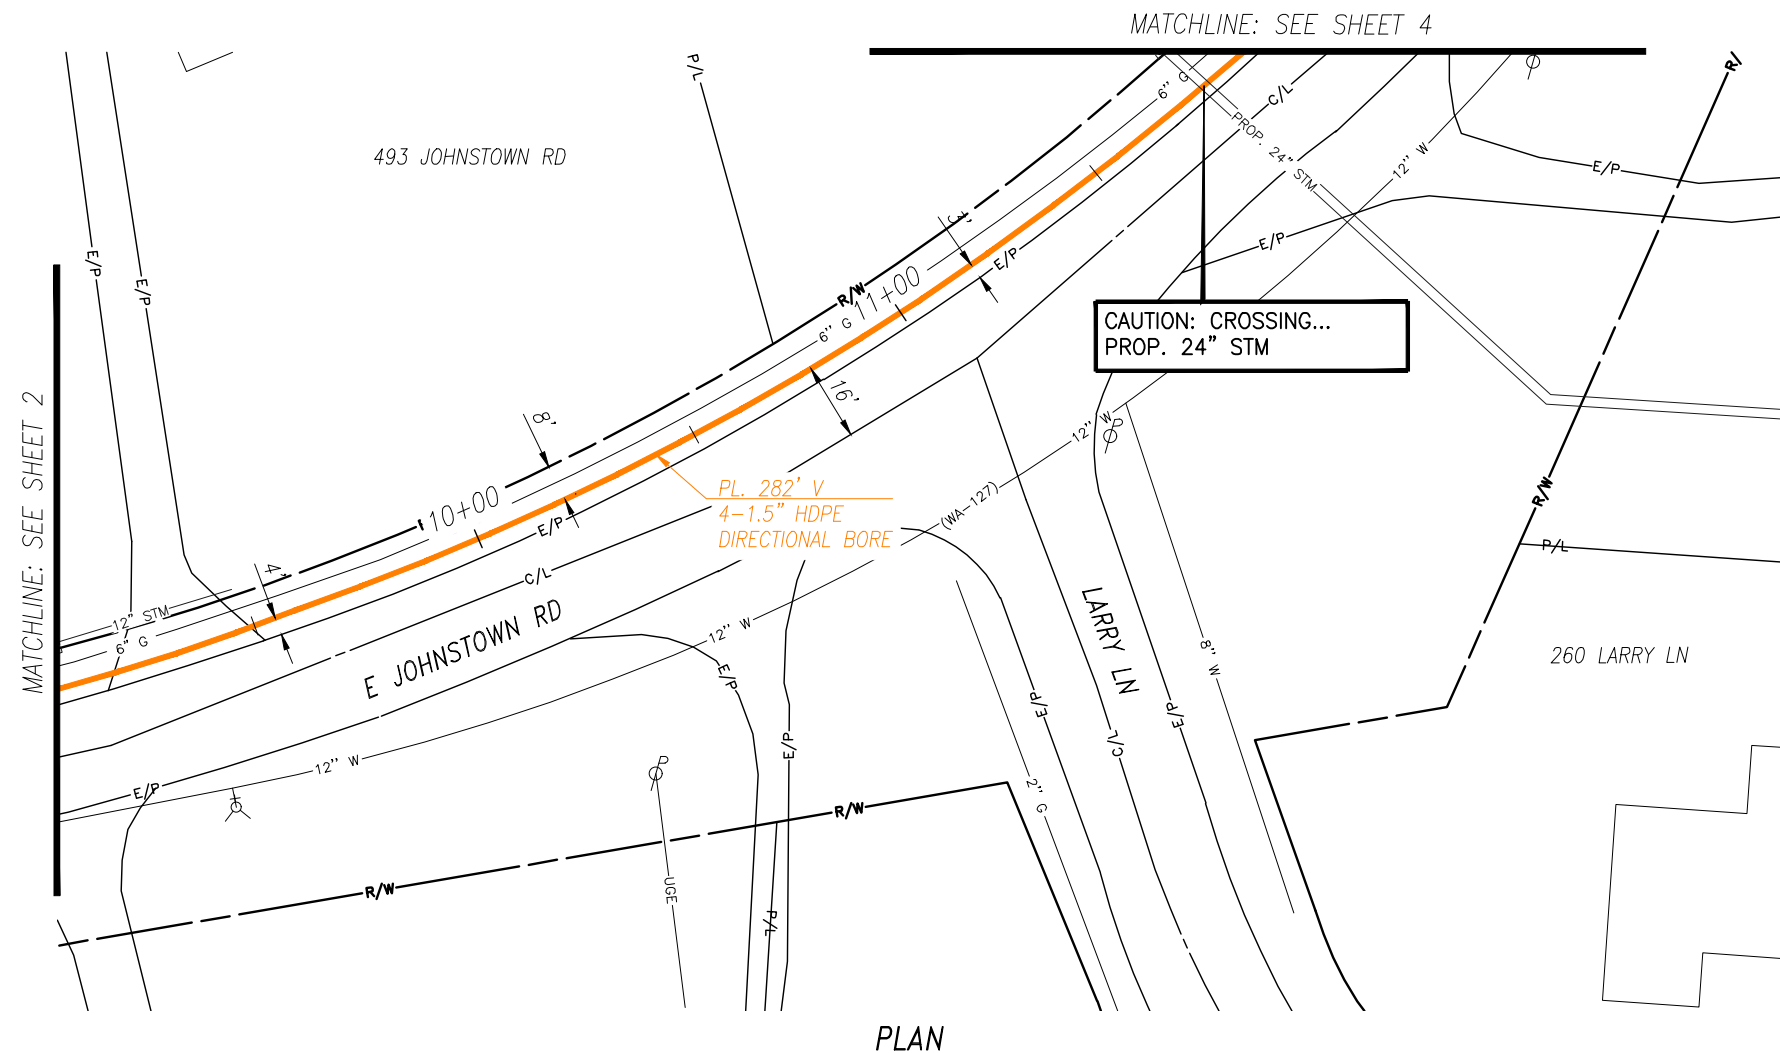 MATCHLINE: SEE SHEET 4
R/
P/L
6" G
C/L
PROP. 24" STM
12" W
E/P
493 JOHNSTOWN RD
3'
E/P
E/P
E/P
E/P
R/W
11+00
6" G
CAUTION: CROSSING...
PROP. 24" STM
16'
8'
12" W
MATCHLINE: SEE SHEET 2
PL. 282' V
4-1.5" HDPE
DIRECTIONAL BORE
(WA-127)
R/W
10+00
E/P
P/L
4'
C/L
12" STM
6" G
E JOHNSTOWN RD
12" W
LARRY LN
8" W
260 LARRY LN
E/P
E/P
E/P
E/P
C/L
12" W
E/P
2" G
R/W
R/W
UGE
P/L
PLAN